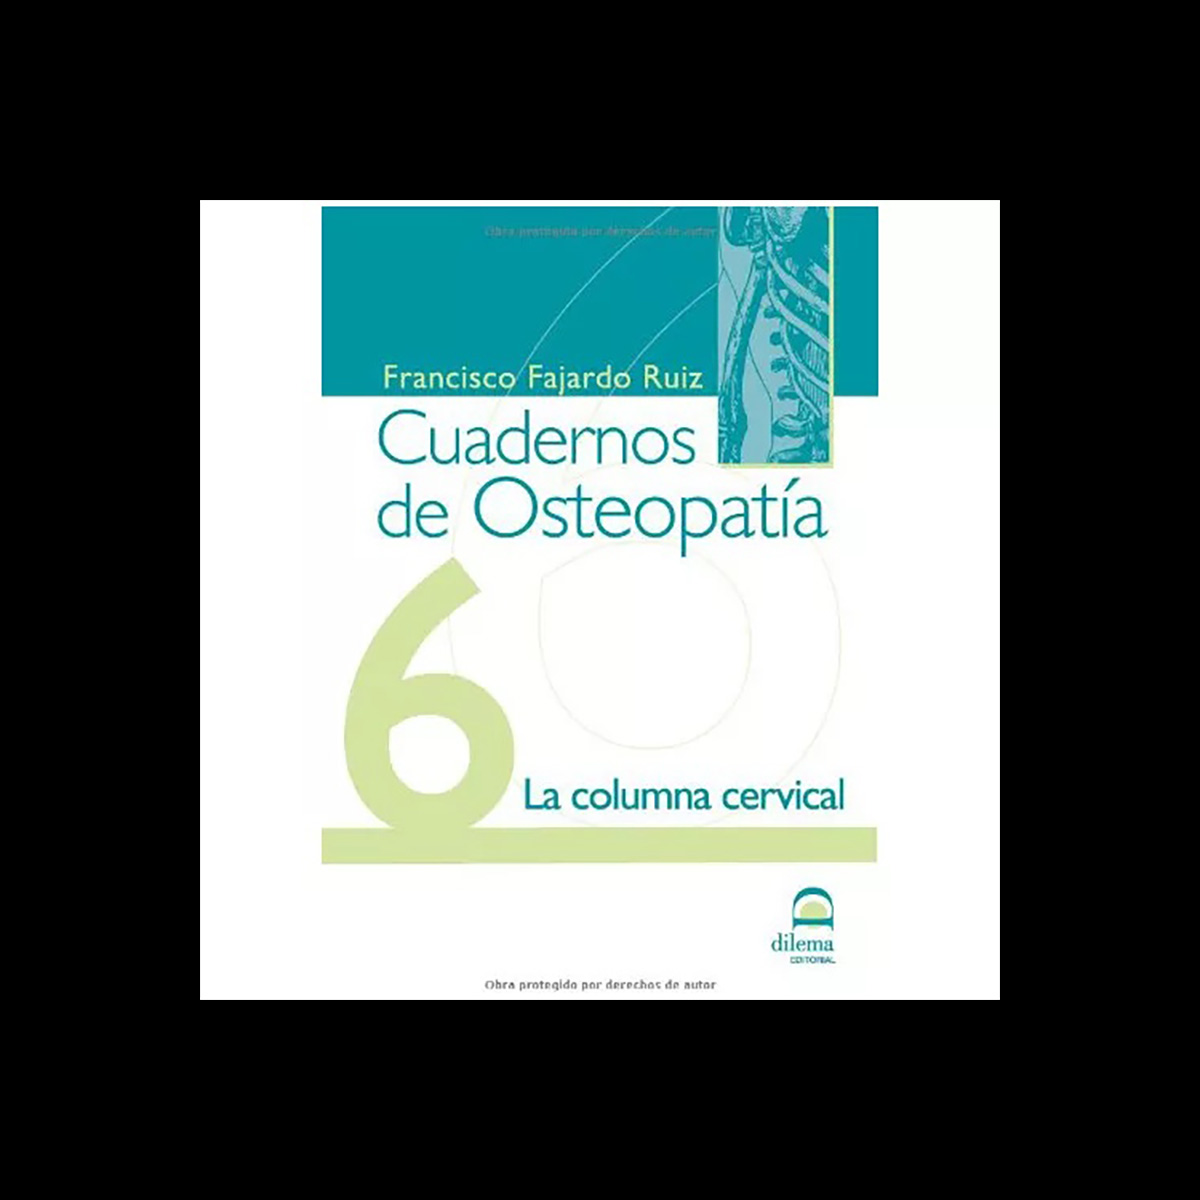 Obra protegida por derechos de autor
Francisco Fajardo Ruiz
Cuadernos
de Osteopatía
6
La columna cervical
dilema
EDITORIAL
Obra protegido por derechos de autor